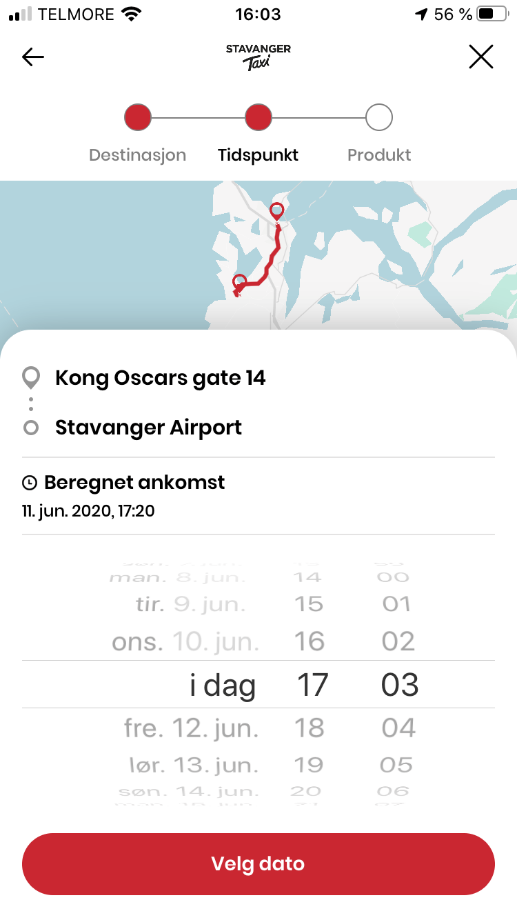 TELMORE 16:03 56 %
STAVANGER
Taxi
Destinasjon Tidspunkt Produkt
Kong Oscars gate 14
Stavanger Airport
Beregnet ankomst
11. jun. 2020, 17:20
man. 8. jun. 14 00
tir. 9. jun. 15 01
ons. 10. jun. 16 02
i dag 17 03
fre. 12. jun. 18 04
lør. 13. jun. 19 05
søn. 14. jun. 20 06
Velg dato